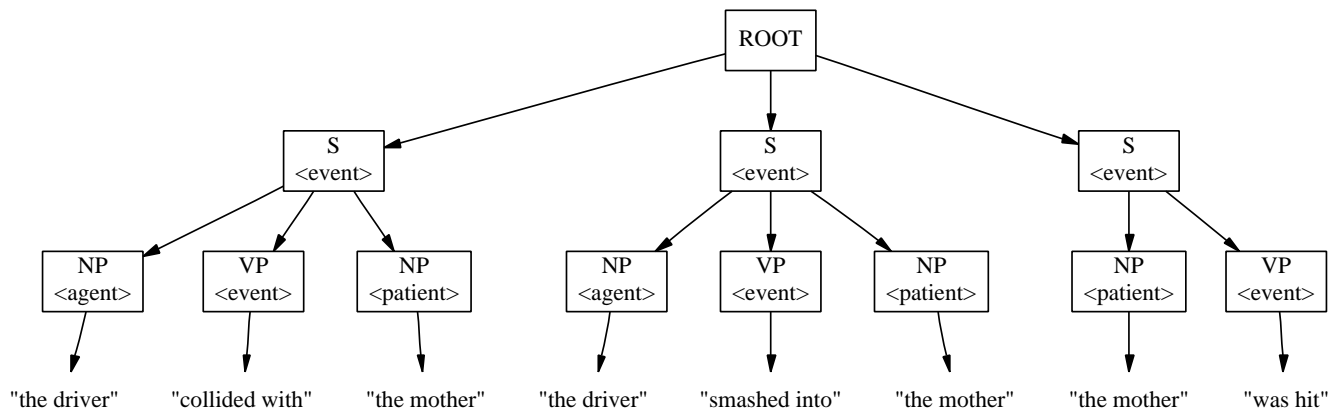 ROOT
S
<event>
S
<event>
S
<event>
NP
<agent>
VP
<event>
NP
<patient>
NP
<agent>
VP
<event>
NP
<patient>
NP
<patient>
VP
<event>
"the driver"
"collided with"
"the mother"
"the driver"
"smashed into"
"the mother"
"the mother"
"was hit"